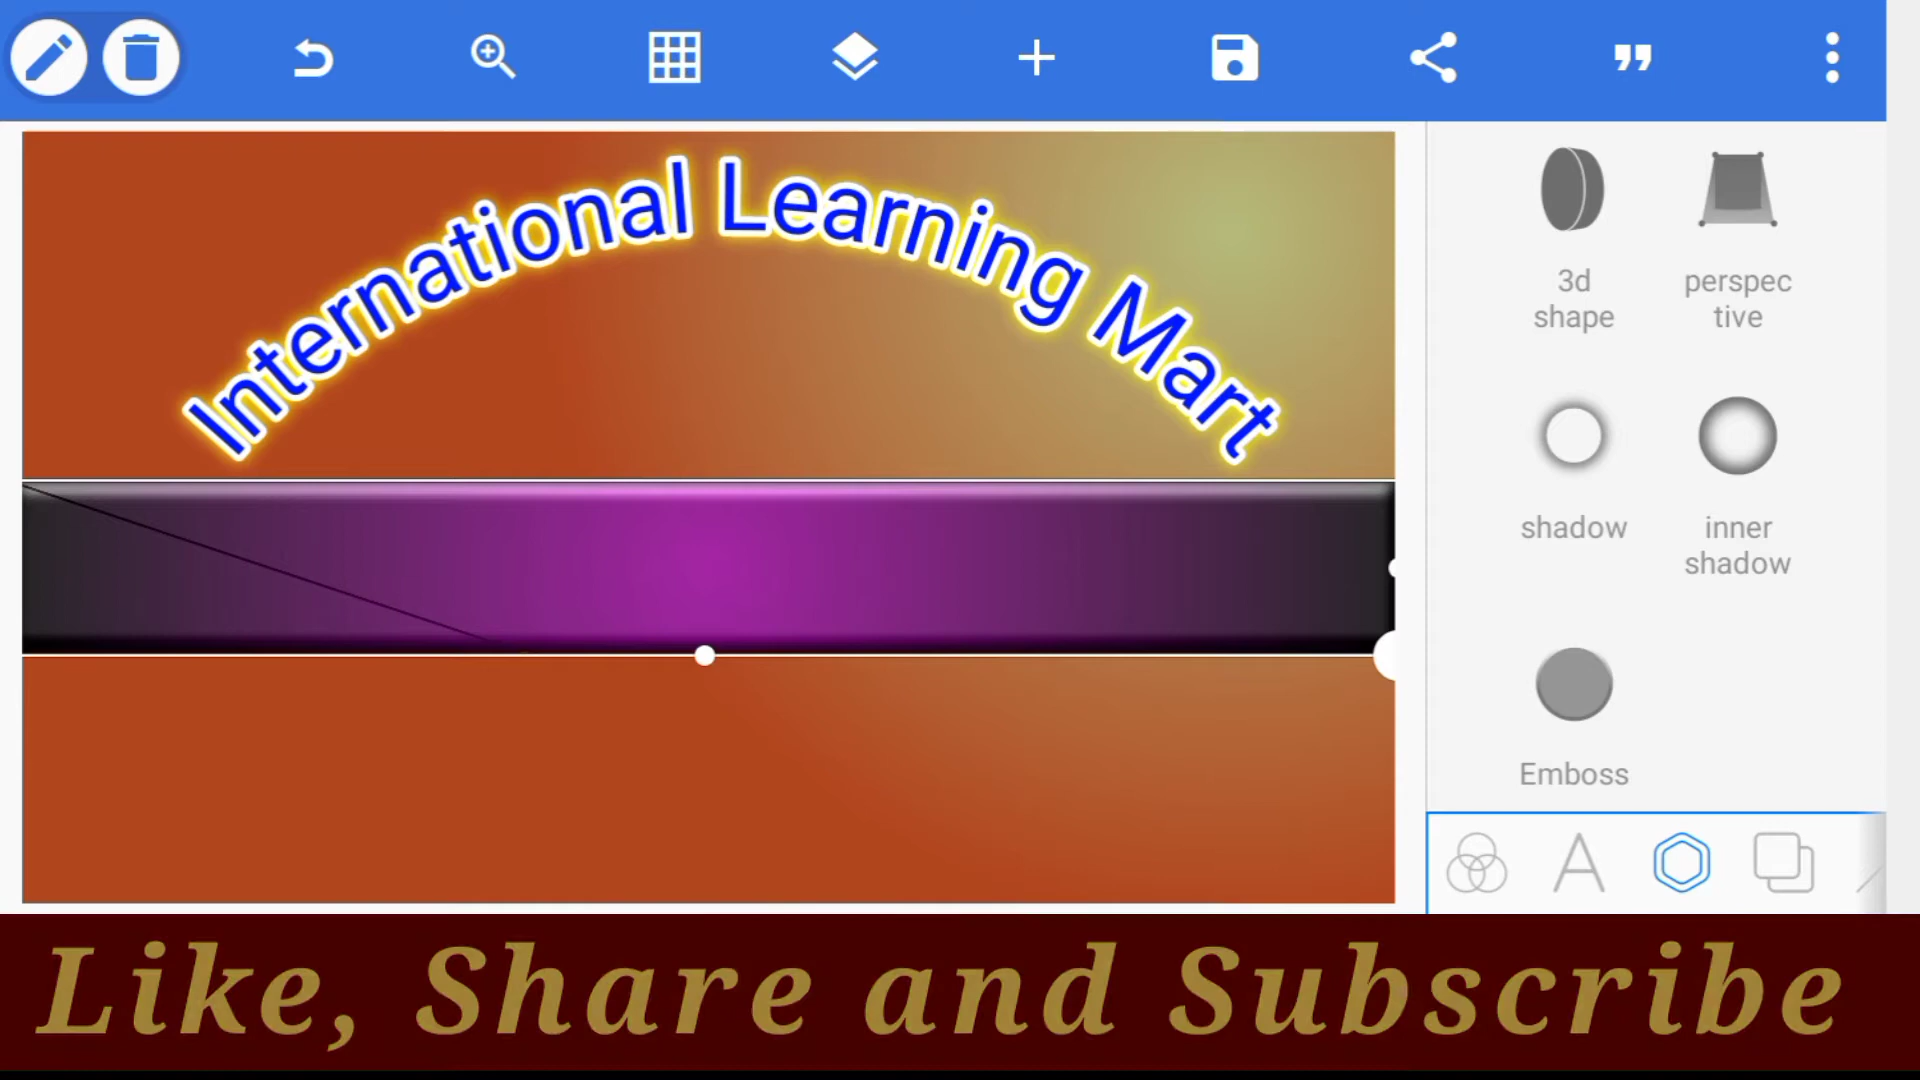 International Learning Mart
3d
shape
perspec
tive
shadow
inner
shadow
Emboss
Like, Share and Subscribe